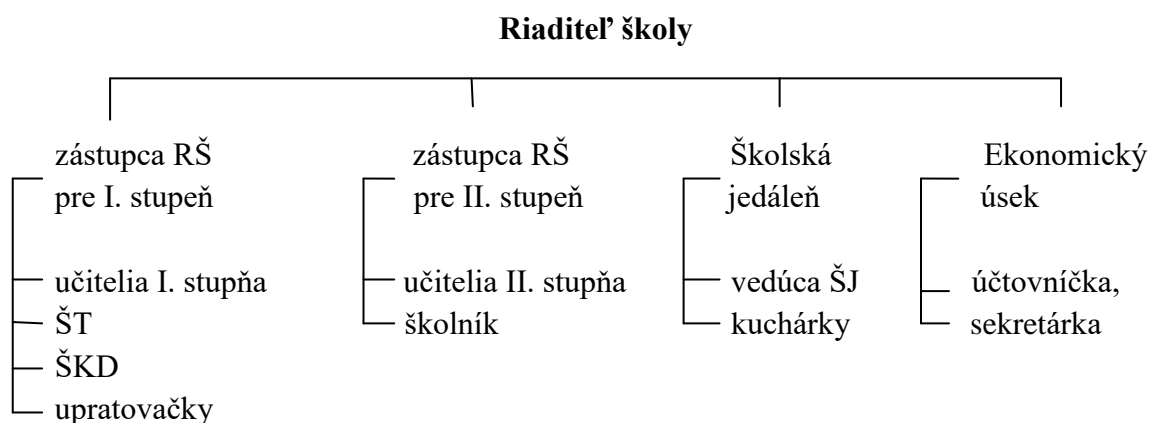 Riaditeľ školy
zástupca RŠ
pre I. stupeň
učitelia I. stupňa
ŠT
ŠKD
upratovačky
zástupca RŠ
pre II. stupeň
učitelia II. stupňa
školník
Školská
jedáleň
vedúca ŠJ
kuchárky
Ekonomický
úsek
účtovníčka,
sekretárka